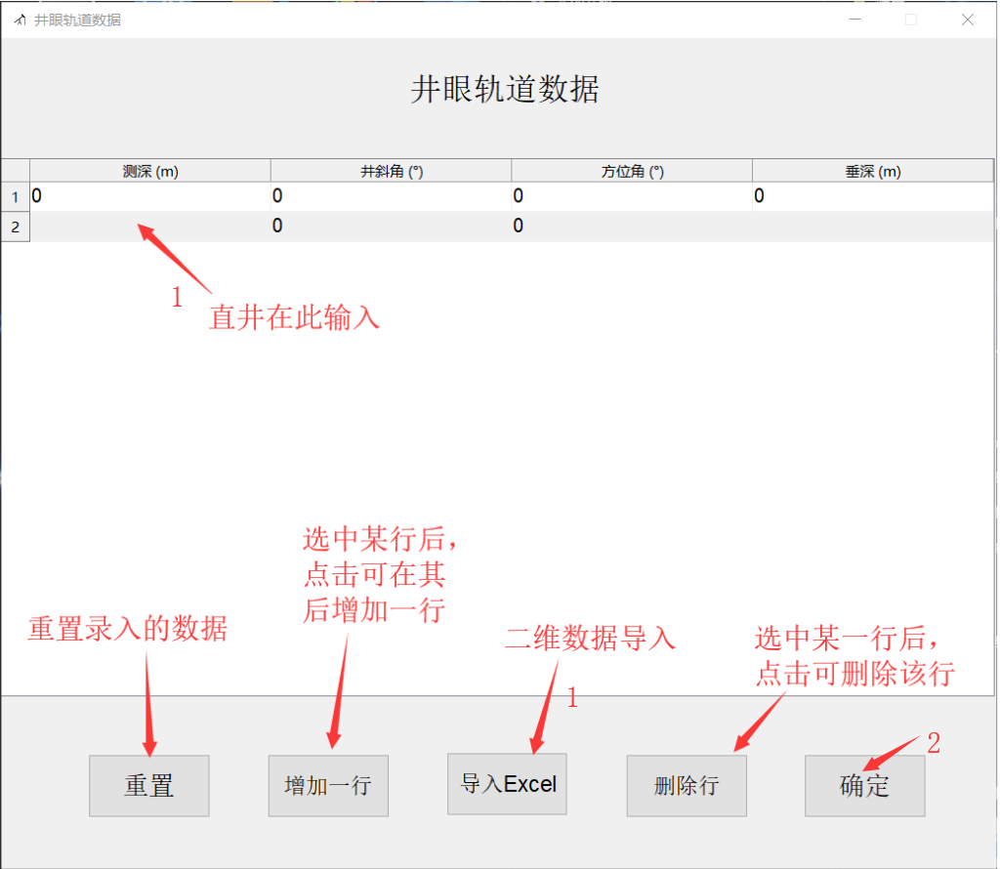 井眼轨道数据
井眼轨道数据
测深 (m) 井斜角 (°) 方位角 (°) 垂深 (m)
1 0 0 0 0
2 0 0
1
直井在此输入
选中某行后，
点击可在其
后增加一行
重置录入的数据
二维数据导入
选中某一行后，
点击可删除该行
1
2
重置 增加一行 导入Excel 删除行 确定